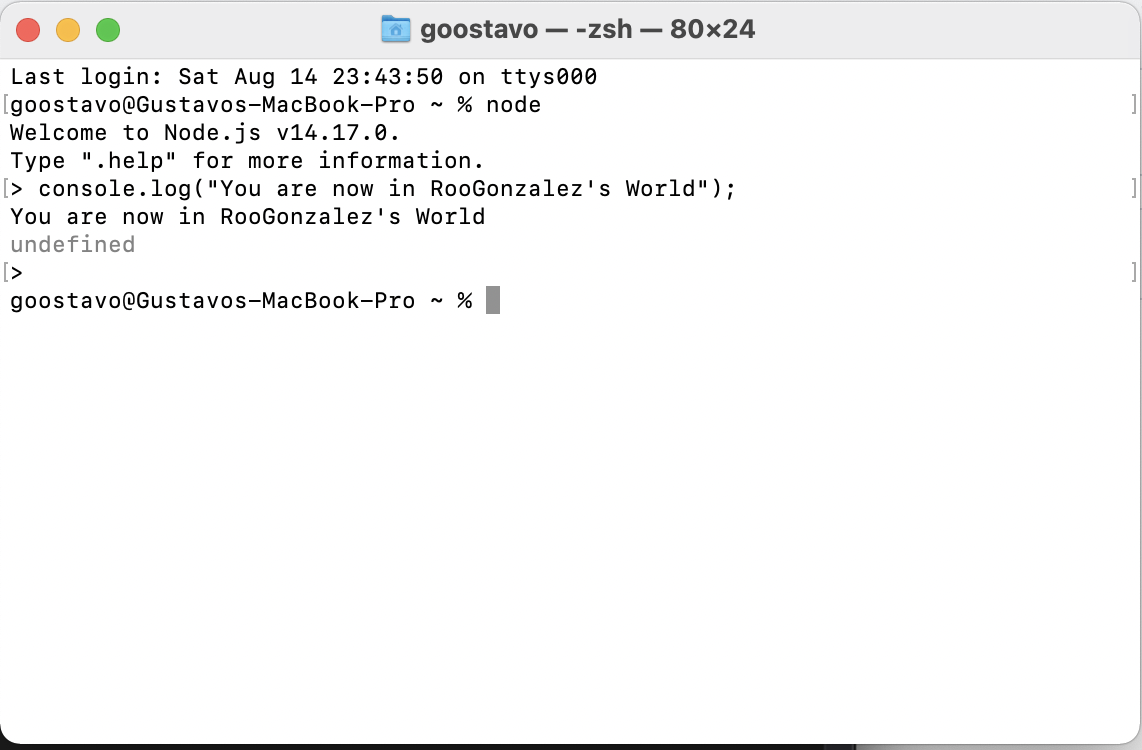 goostavo — -zsh — 80×24
Last login: Sat Aug 14 23:43:50 on ttys000
[goostavo@Gustavos-MacBook-Pro ~ % node ]
Welcome to Node.js v14.17.0.
Type ".help" for more information.
[> console.log("You are now in RooGonzalez's World"); ]
You are now in RooGonzalez's World
undefined
[> ]
goostavo@Gustavos-MacBook-Pro ~ %